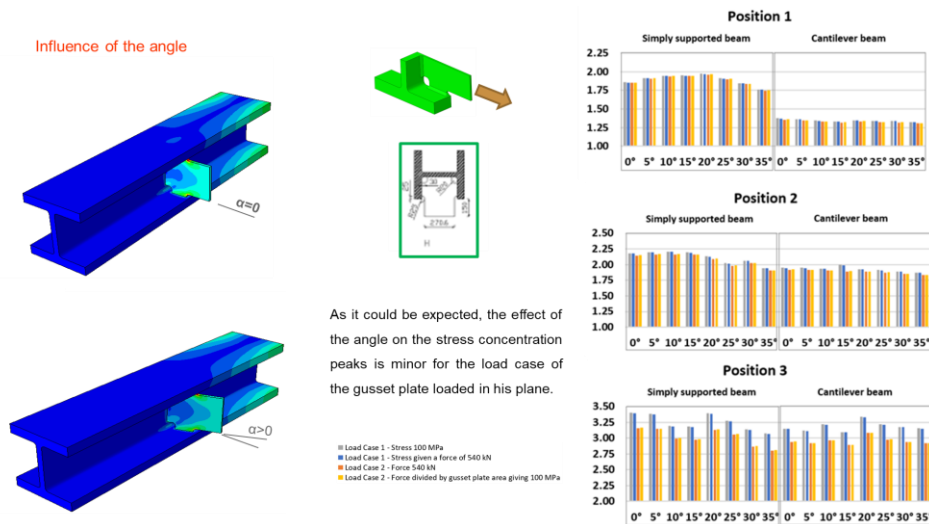 Influence of the angle
α=0
α>0
30
R25
25
R25
150
270.6
H
As it could be expected, the effect of
the angle on the stress concentration
peaks is minor for the load case of
the gusset plate loaded in his plane.
Load Case 1 - Stress 100 MPa
Load Case 1 - Stress given a force of 540 kN
Load Case 2 - Force 540 kN
Load Case 2 - Force divided by gusset plate area giving 100 MPa
Position 1
Simply supported beam Cantilever beam
2.25
2.00
1.75
1.50
1.25
1.00
0° 5° 10° 15° 20° 25° 30° 35° 0° 5° 10° 15° 20° 25° 30° 35°
Position 2
Simply supported beam Cantilever beam
2.50
2.25
2.00
1.75
1.50
1.25
1.00
0° 5° 10° 15° 20° 25° 30° 35° 0° 5° 10° 15° 20° 25° 30° 35°
Position 3
Simply supported beam Cantilever beam
3.50
3.25
3.00
2.75
2.50
2.25
2.00
0° 5° 10° 15° 20° 25° 30° 35° 0° 5° 10° 15° 20° 25° 30° 35°